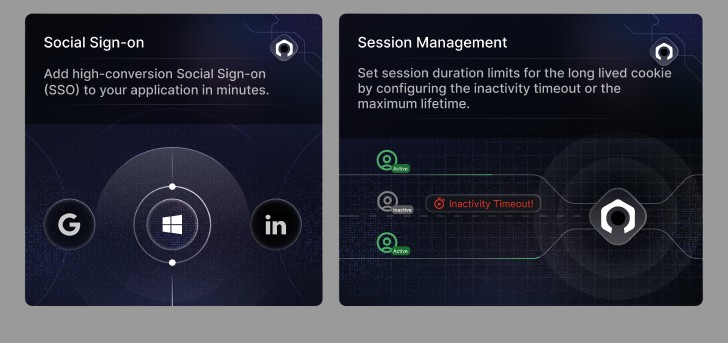 Social Sign-on
Add high-conversion Social Sign-on
(SSO) to your application in minutes.
G
in
Session Management
Set session duration limits for the long lived cookie
by configuring the inactivity timeout or the
maximum lifetime.
Active
Inactive
Inactivity Timeout!
Active